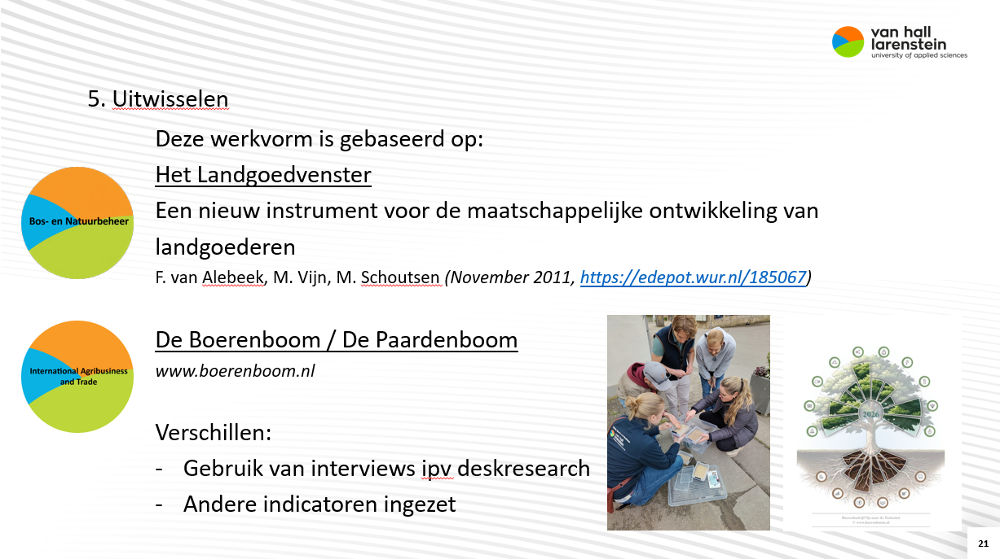 van hall
larenstein
university of applied sciences
5. Uitwisselen
Deze werkvorm is gebaseerd op:
Het Landgoedvenster
Een nieuw instrument voor de maatschappelijke ontwikkeling van
landgoederen
F. van Alebeek, M. Vijn, M. Schoutsen (November 2011, https://edepot.wur.nl/185067)
Bos- en Natuurbeheer
De Boerenboom / De Paardenboom
www.boerenboom.nl
International Agribusiness
and Trade
Verschillen:
- Gebruik van interviews ipv deskresearch
- Andere indicatoren ingezet
2026
© www.boerenboom.nl
21